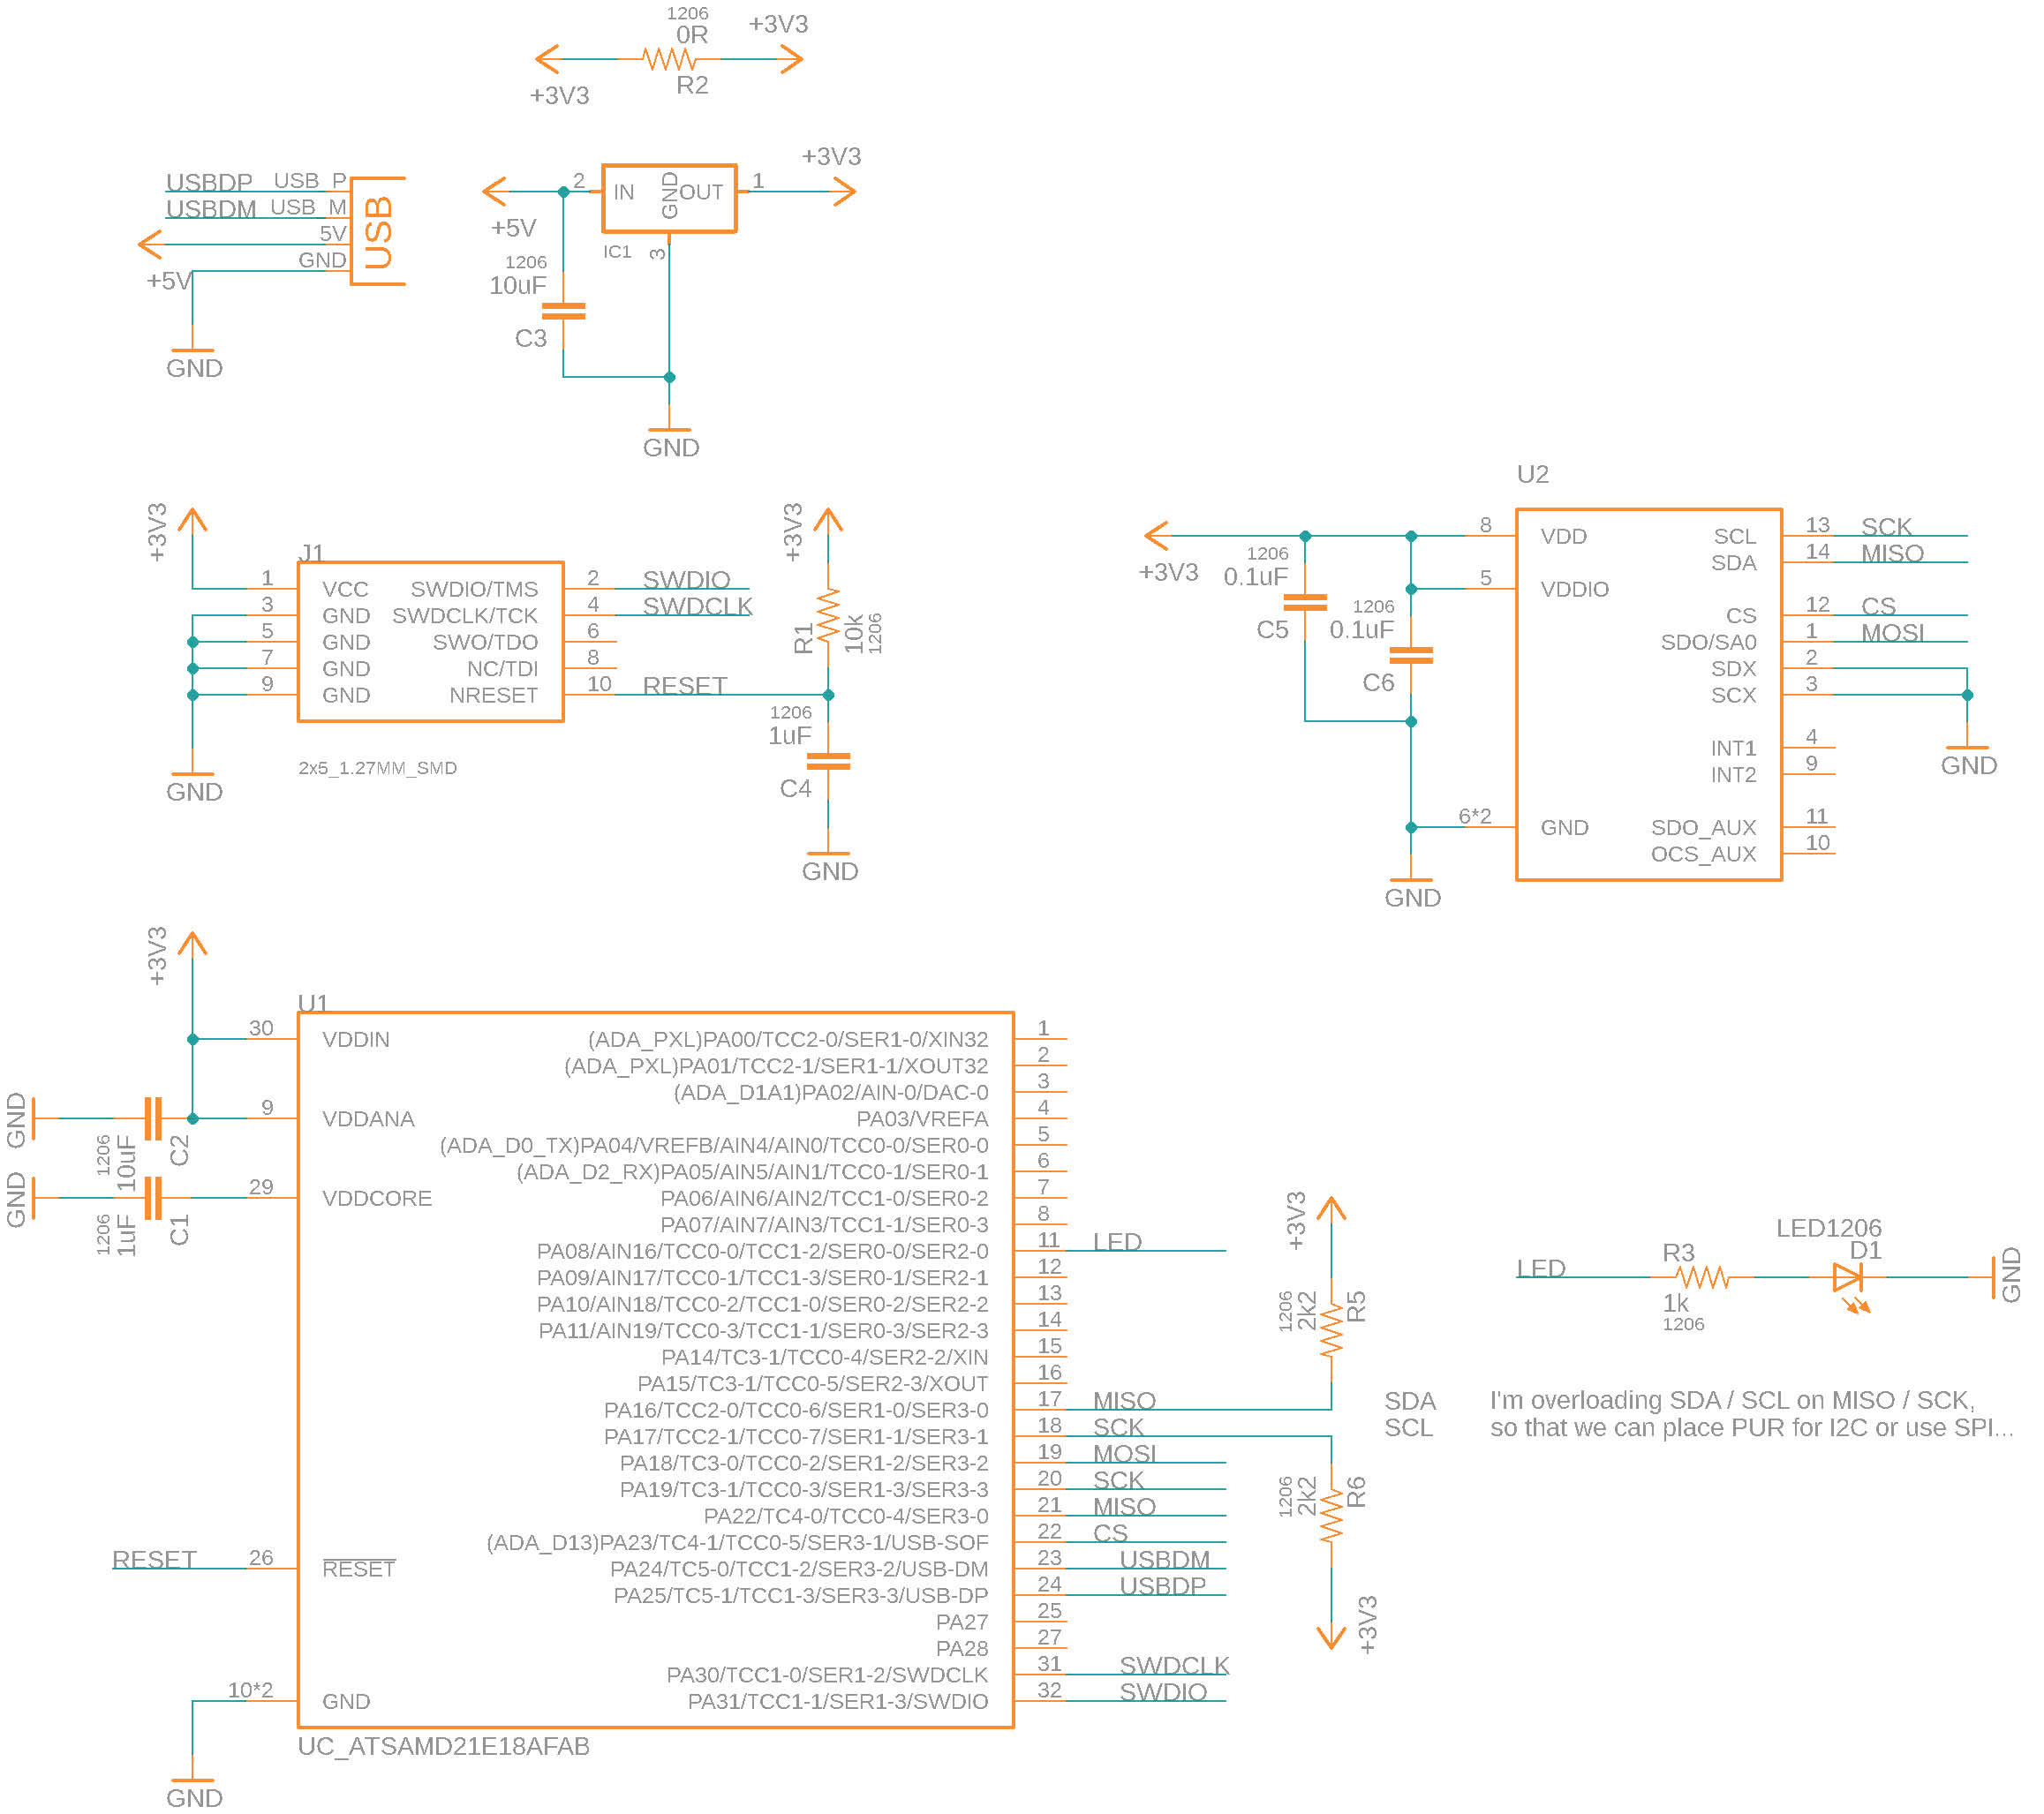 1206
0R
+3V3
+3V3
R2
USBDP
USB_P
USBDM
USB_M
5V
GND
USB
+5V
GND
+5V
2
IN
GND
OUT
1
+3V3
IC1
3
1206
10uF
C3
GND
+3V3
J1
1
VCC
SWDIO/TMS
2
SWDIO
3
GND
SWDCLK/TCK
4
SWDCLK
5
GND
SWO/TDO
6
7
GND
NC/TDI
8
9
GND
NRESET
10
RESET
2x5_1.27MM_SMD
GND
+3V3
R1
10k
1206
1206
1uF
C4
GND
U2
+3V3
1206
0.1uF
C5
1206
0.1uF
C6
8
VDD
SCL
13
SCK
SDA
14
MISO
5
VDDIO
CS
12
CS
SDO/SA0
1
MOSI
SDX
2
SCX
3
INT1
4
INT2
9
6*2
GND
SDO_AUX
11
OCS_AUX
10
GND
GND
+3V3
U1
30
VDDIN
9
VDDANA
29
VDDCORE
GND
1206
10uF
C2
GND
1206
1uF
C1
RESET
26
RESET
10*2
GND
GND
(ADA_PXL)PA00/TCC2-0/SER1-0/XIN32
1
(ADA_PXL)PA01/TCC2-1/SER1-1/XOUT32
2
(ADA_D1A1)PA02/AIN-0/DAC-0
3
PA03/VREFA
4
(ADA_D0_TX)PA04/VREFB/AIN4/AIN0/TCC0-0/SER0-0
5
(ADA_D2_RX)PA05/AIN5/AIN1/TCC0-1/SER0-1
6
PA06/AIN6/AIN2/TCC1-0/SER0-2
7
PA07/AIN7/AIN3/TCC1-1/SER0-3
8
PA08/AIN16/TCC0-0/TCC1-2/SER0-0/SER2-0
11
LED
PA09/AIN17/TCC0-1/TCC1-3/SER0-1/SER2-1
12
PA10/AIN18/TCC0-2/TCC1-0/SER0-2/SER2-2
13
PA11/AIN19/TCC0-3/TCC1-1/SER0-3/SER2-3
14
PA14/TC3-1/TCC0-4/SER2-2/XIN
15
PA15/TC3-1/TCC0-5/SER2-3/XOUT
16
PA16/TCC2-0/TCC0-6/SER1-0/SER3-0
17
MISO
PA17/TCC2-1/TCC0-7/SER1-1/SER3-1
18
SCK
PA18/TC3-0/TCC0-2/SER1-2/SER3-2
19
MOSI
PA19/TC3-1/TCC0-3/SER1-3/SER3-3
20
SCK
PA22/TC4-0/TCC0-4/SER3-0
21
MISO
(ADA_D13)PA23/TC4-1/TCC0-5/SER3-1/USB-SOF
22
CS
PA24/TC5-0/TCC1-2/SER3-2/USB-DM
23
USBDM
PA25/TC5-1/TCC1-3/SER3-3/USB-DP
24
USBDP
PA27
25
PA28
27
PA30/TCC1-0/SER1-2/SWDCLK
31
SWDCLK
PA31/TCC1-1/SER1-3/SWDIO
32
SWDIO
UC_ATSAMD21E18AFAB
+3V3
1206
2k2
R5
SDA
SCL
1206
2k2
R6
+3V3
LED
R3
1k
1206
LED1206
D1
GND
I'm overloading SDA / SCL on MISO / SCK,
so that we can place PUR for I2C or use SPI...